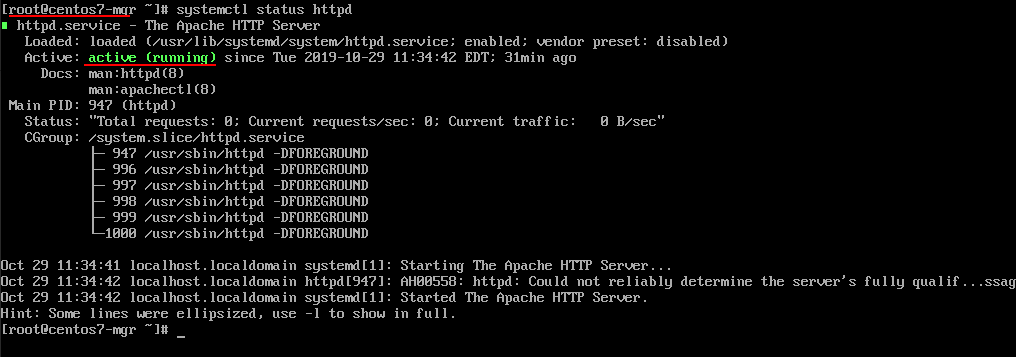 [root@centos7-mgr ~]# systemctl status httpd
httpd.service - The Apache HTTP Server
Loaded: loaded (/usr/lib/systemd/system/httpd.service; enabled; vendor preset: disabled)
Active: active (running) since Tue 2019-10-29 11:34:42 EDT; 31min ago
Docs: man:httpd(8)
man:apachectl(8)
Main PID: 947 (httpd)
Status: "Total requests: 0; Current requests/sec: 0; Current traffic:   0 B/sec"
CGroup: /system.slice/httpd.service
├─ 947 /usr/sbin/httpd -DFOREGROUND
├─ 996 /usr/sbin/httpd -DFOREGROUND
├─ 997 /usr/sbin/httpd -DFOREGROUND
├─ 998 /usr/sbin/httpd -DFOREGROUND
├─ 999 /usr/sbin/httpd -DFOREGROUND
└─1000 /usr/sbin/httpd -DFOREGROUND
Oct 29 11:34:41 localhost.localdomain systemd[1]: Starting The Apache HTTP Server...
Oct 29 11:34:42 localhost.localdomain httpd[947]: AH00558: httpd: Could not reliably determine the server's fully qualif...ssag
Oct 29 11:34:42 localhost.localdomain systemd[1]: Started The Apache HTTP Server.
Hint: Some lines were ellipsized, use -l to show in full.
[root@centos7-mgr ~]# _